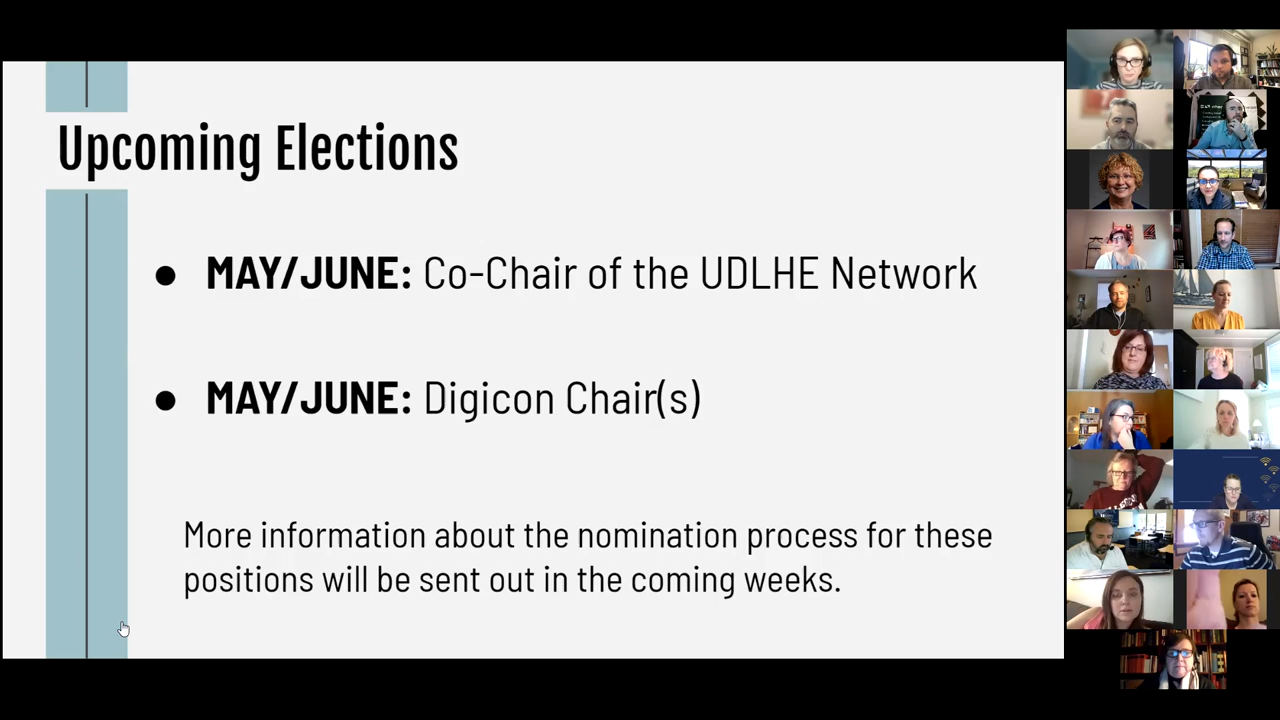 Upcoming Elections
● MAY/JUNE: Co-Chair of the UDLHE Network
● MAY/JUNE: Digicon Chair(s)
More information about the nomination process for these
positions will be sent out in the coming weeks.